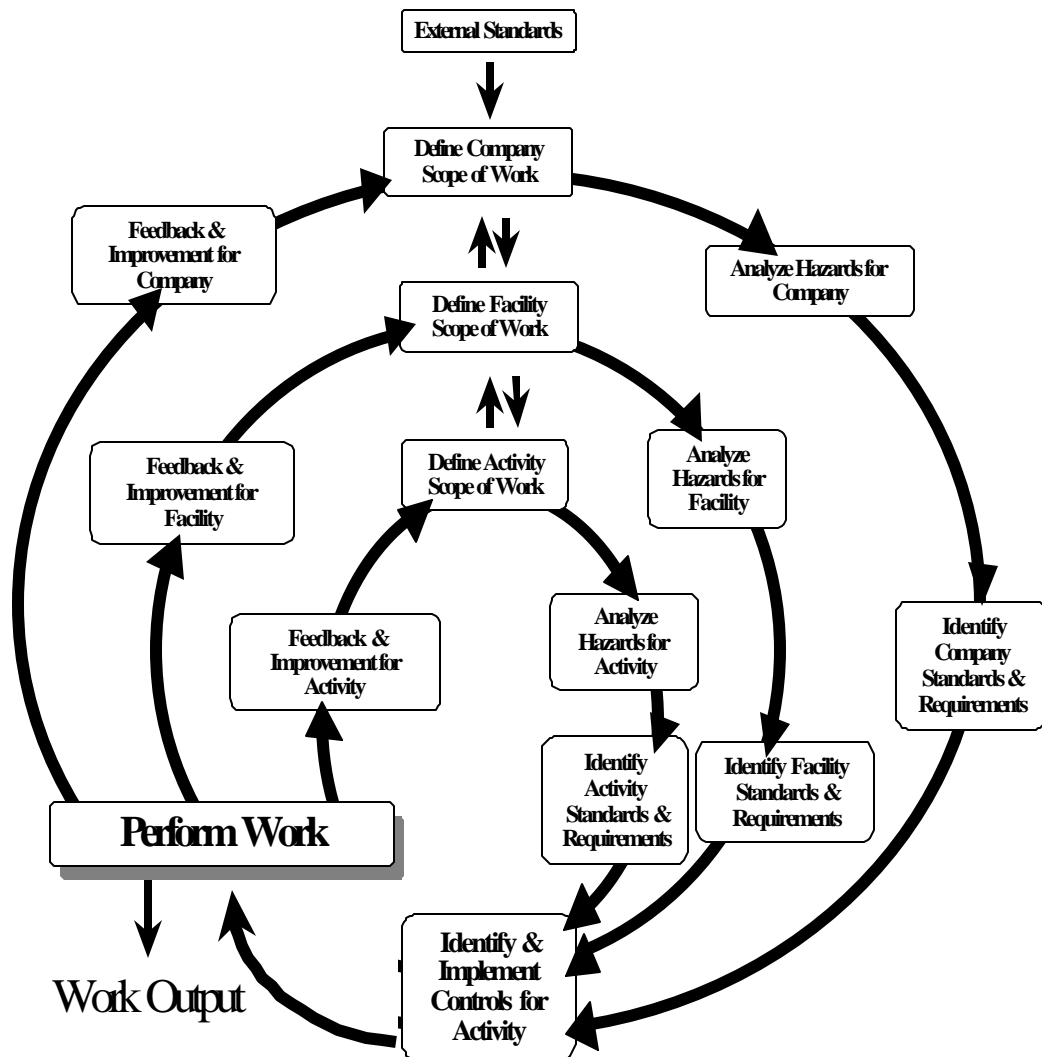 External Standards
Define Company
Scope of Work
Feedback &
Improvement for
Company
Analyze Hazards for
Company
Define Facility
Scope of Work
Feedback &
Improvement for
Facility
Define Activity
Scope of Work
Analyze
Hazards for
Facility
Feedback &
Improvement for
Activity
Analyze
Hazards for
Activity
Identify
Company
Standards &
Requirements
Identify
Activity
Standards &
Requirements
Identify Facility
Standards &
Requirements
Perform Work
Identify &
Implement
Controls for
Activity
Work Output